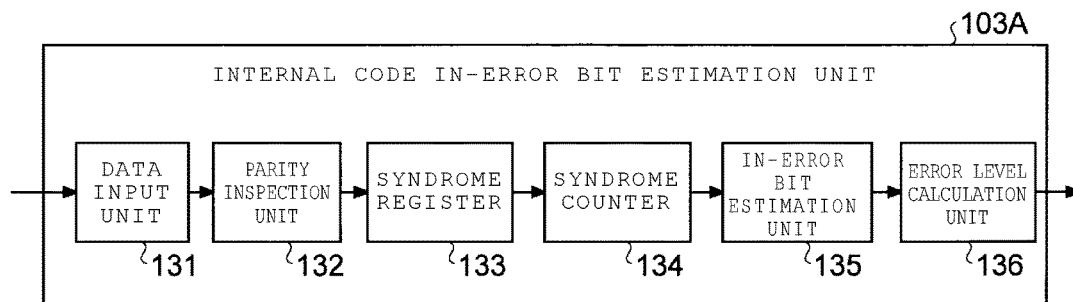 103A
INTERNAL CODE IN-ERROR BIT ESTIMATION UNIT
DATA
INPUT
UNIT
PARITY
INSPECTION
UNIT
SYNDROME
REGISTER
SYNDROME
COUNTER
IN-ERROR
BIT
ESTIMATION
UNIT
ERROR LEVEL
CALCULATION
UNIT
131
132
133
134
135
136